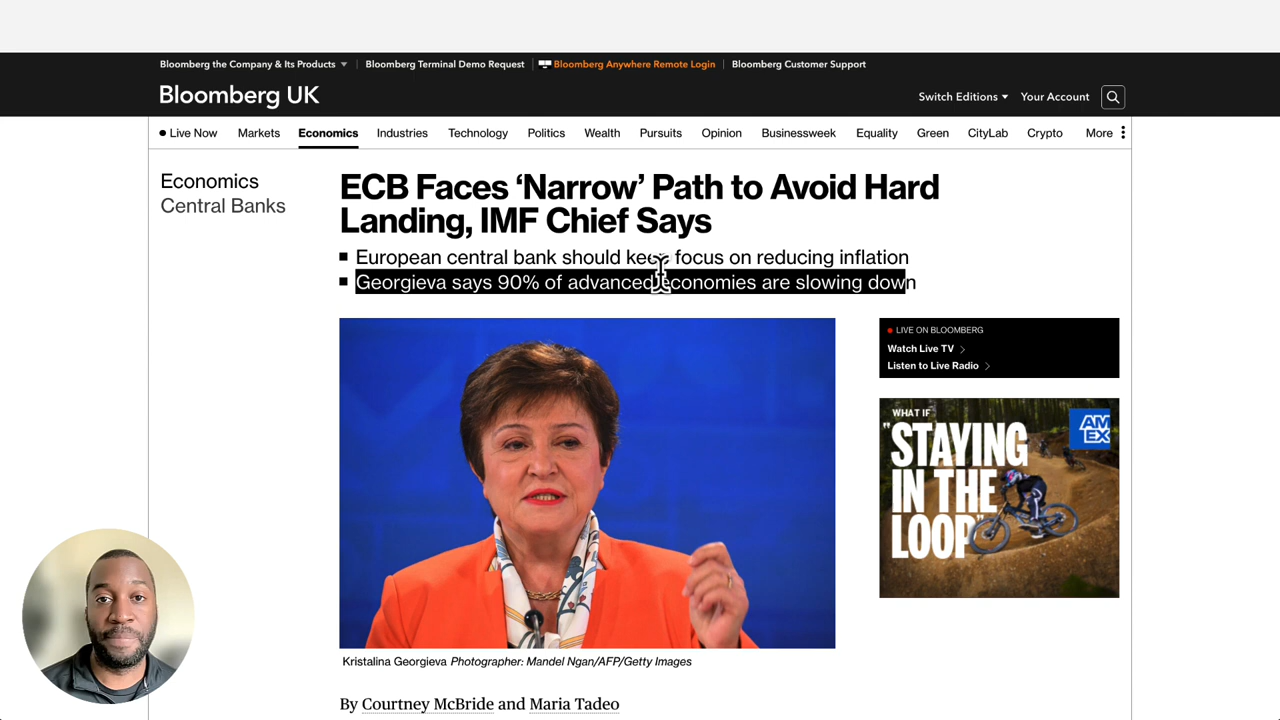 Bloomberg the Company & Its Products
Bloomberg Terminal Demo Request
Bloomberg Anywhere Remote Login
Bloomberg Customer Support
Bloomberg UK
Switch Editions
Your Account
Live Now
Markets
Economics
Industries
Technology
Politics
Wealth
Pursuits
Opinion
Businessweek
Equality
Green
CityLab
Crypto
More
Economics
Central Banks
ECB Faces ‘Narrow’ Path to Avoid Hard
Landing, IMF Chief Says
European central bank should keep focus on reducing inflation
Georgieva says 90% of advanced economies are slowing down
LIVE ON BLOOMBERG
Watch Live TV
Listen to Live Radio
WHAT IF
"STAYING
IN THE
LOOP"
AM
EX
Kristalina Georgieva Photographer: Mandel Ngan/AFP/Getty Images
By Courtney McBride and Maria Tadeo